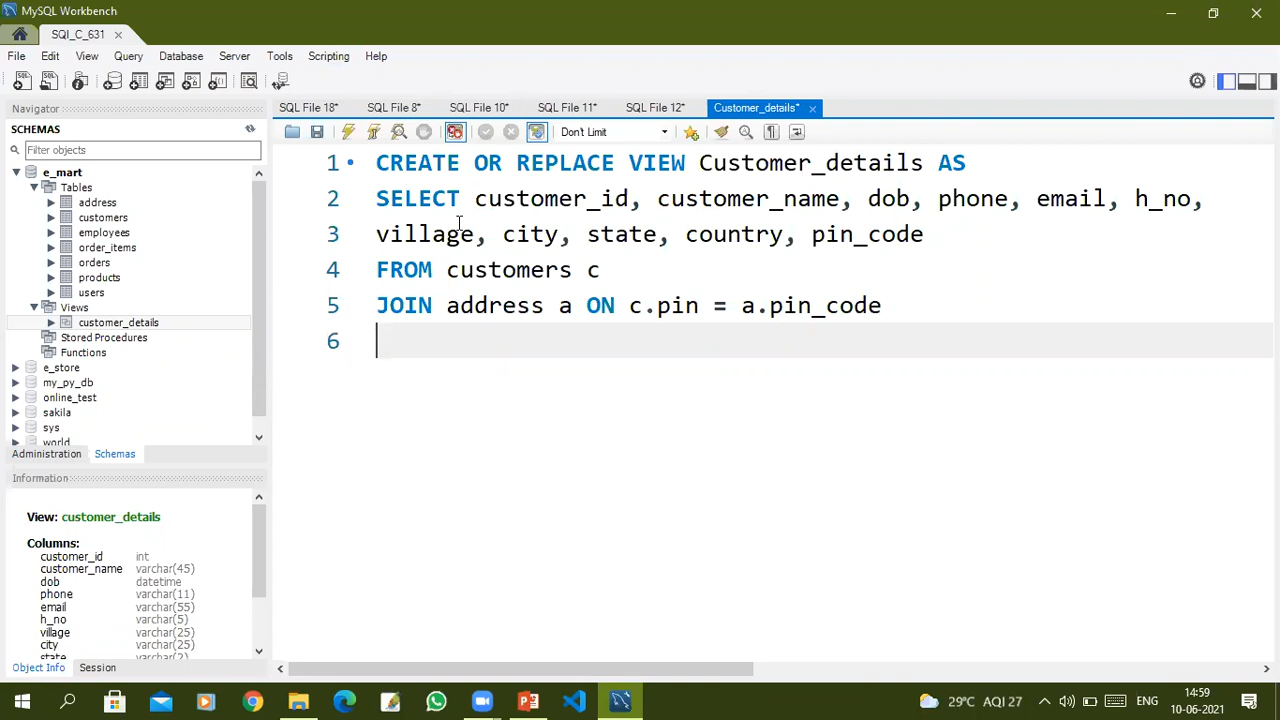 MySQL Workbench
SQl_C_631
File Edit View Query Database Server Tools Scripting Help
Navigator
SCHEMAS
Filter objects
e_mart
Tables
address
customers
employees
order_items
orders
products
users
Views
customer_details
Stored Procedures
Functions
e_store
my_py_db
online_test
sakila
sys
world
Administration Schemas
Information
View: customer_details
Columns:
customer_id int
customer_name varchar(45)
dob datetime
phone varchar(11)
email varchar(55)
h_no varchar(5)
village varchar(25)
city varchar(25)
state varchar(2)
Object Info Session
SQL File 18* SQL File 8* SQL File 10* SQL File 11* SQL File 12* Customer_details*
Don't Limit
1 CREATE OR REPLACE VIEW Customer_details AS
2 SELECT customer_id, customer_name, dob, phone, email, h_no,
3 village, city, state, country, pin_code
4 FROM customers c
5 JOIN address a ON c.pin = a.pin_code
6
29°C AQI 27 ENG 14:59
10-06-2021